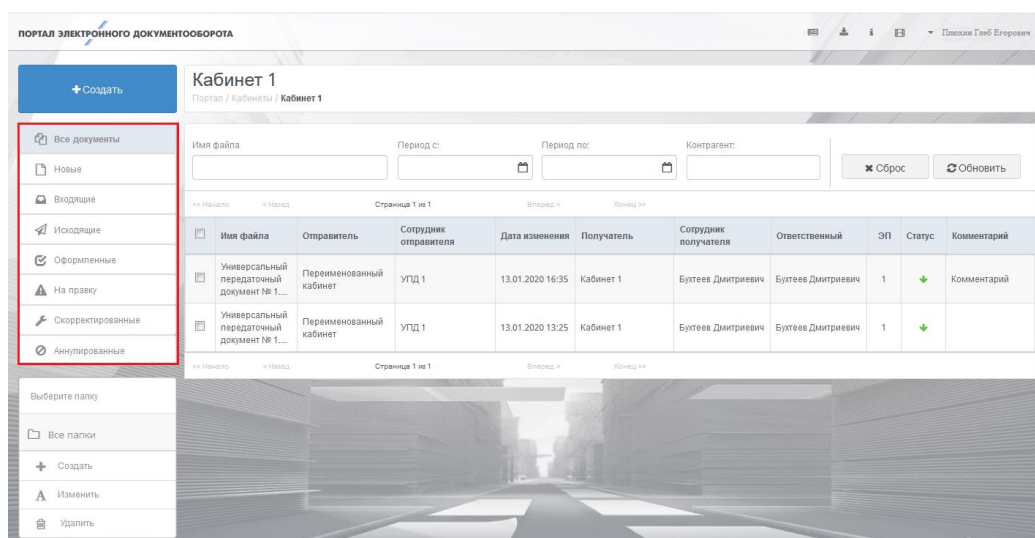 ПОРТАЛ ЭЛЕКТРОННОГО ДОКУМЕНТООБОРОТА
Плюхин Глеб Егорович
Создать
Кабинет 1
Портал / Кабинеты / Кабинет 1
Все документы
Новые
Входящие
Исходящие
Оформленные
На правку
Скорректированные
Аннулированные
Имя файла
Период с:
Период по:
Контрагент:
Сброс
Обновить
<< Начало < Назад Страница 1 из 1 Вперед > Конец >>
Имя файла
Отправитель
Сотрудник
отправителя
Дата изменения
Получатель
Сотрудник
получателя
Ответственный
ЭП
Статус
Комментарий
Универсальный
передаточный
документ № 1....
Переименованный
кабинет
УПД 1
13.01.2020 16:35
Кабинет 1
Бухтеев Дмитриевич
Бухтеев Дмитриевич
1
Комментарий
Универсальный
передаточный
документ № 1....
Переименованный
кабинет
УПД 1
13.01.2020 13:25
Кабинет 1
Бухтеев Дмитриевич
Бухтеев Дмитриевич
1
<< Начало < Назад Страница 1 из 1 Вперед > Конец >>
Выберите папку
Все папки
Создать
Изменить
Удалить